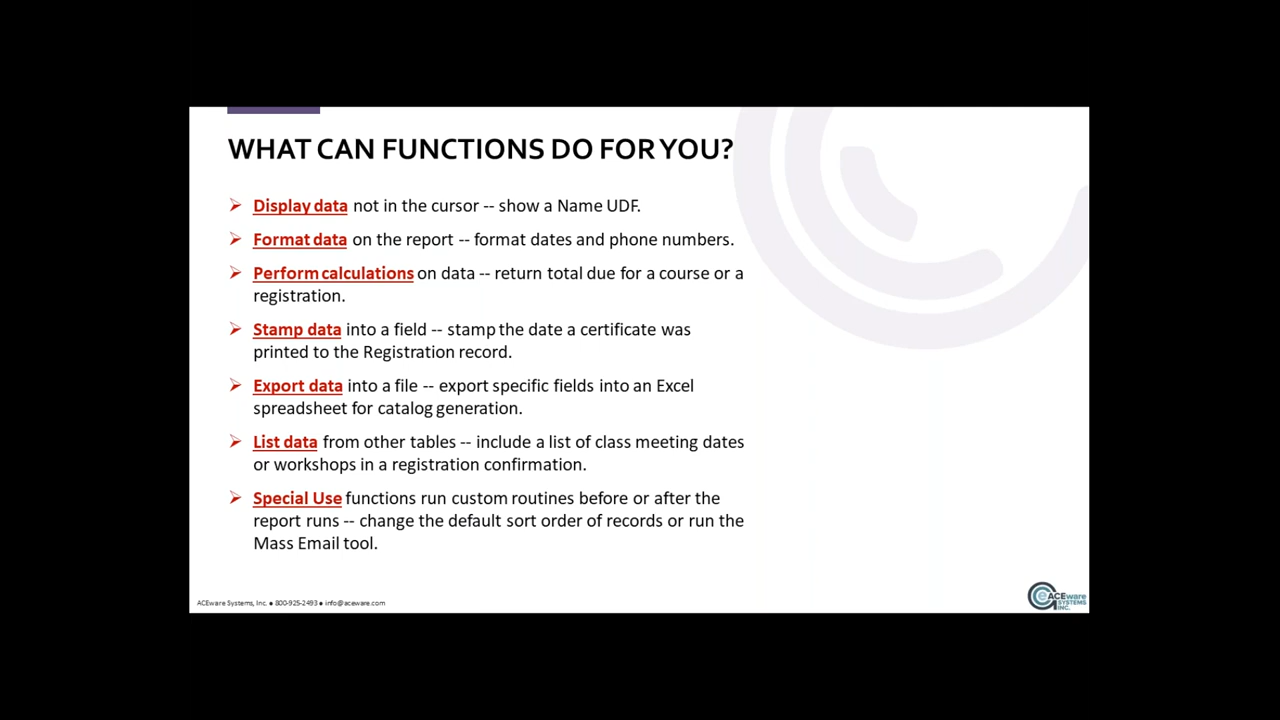 WHAT CAN FUNCTIONS DO FOR YOU?
➢ Display data not in the cursor -- show a Name UDF.
➢ Format data on the report -- format dates and phone numbers.
➢ Perform calculations on data -- return total due for a course or a
registration.
➢ Stamp data into a field -- stamp the date a certificate was
printed to the Registration record.
➢ Export data into a file -- export specific fields into an Excel
spreadsheet for catalog generation.
➢ List data from other tables -- include a list of class meeting dates
or workshops in a registration confirmation.
➢ Special Use functions run custom routines before or after the
report runs -- change the default sort order of records or run the
Mass Email tool.
ACEware Systems, Inc. ● 800-925-2493 ● info@aceware.com
ACEware
SYSTEMS
INC.